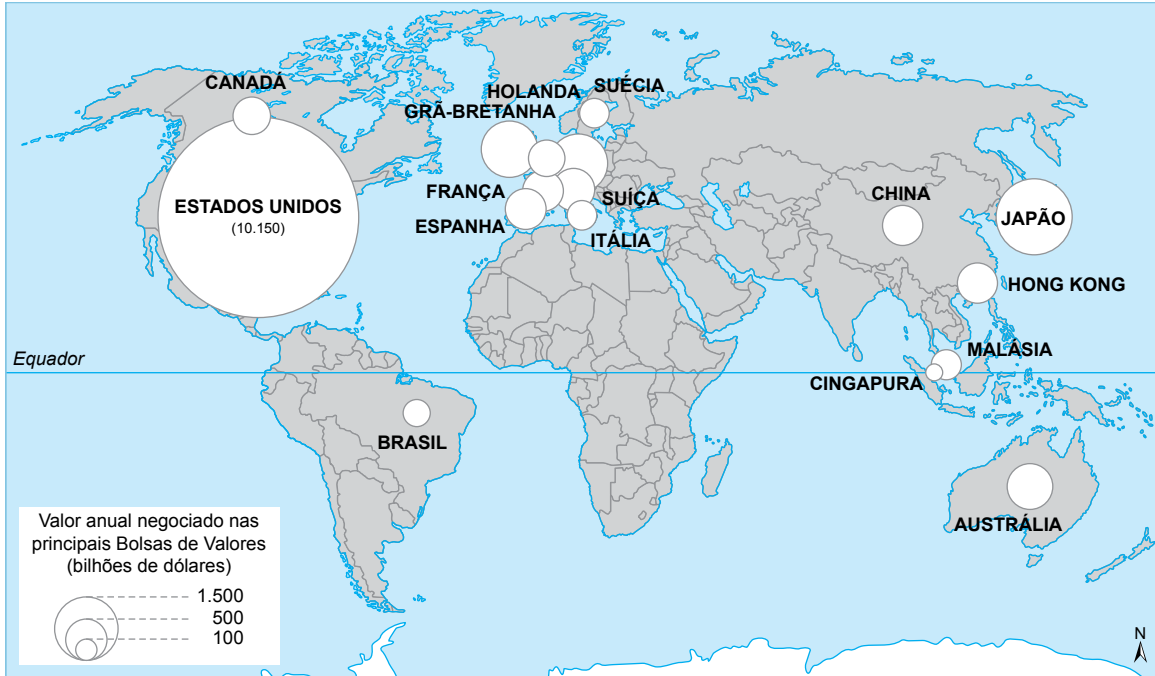 CANADÁ
HOLANDA
SUÉCIA
GRÃ-BRETANHA
ESTADOS UNIDOS
(10.150)
FRANÇA
SUÍÇA
ESPANHA
ITÁLIA
CHINA
JAPÃO
HONG KONG
Equador
MALÁSIA
CINGAPURA
BRASIL
AUSTRÁLIA
Valor anual negociado nas
principais Bolsas de Valores
(bilhões de dólares)
1.500
500
100
N